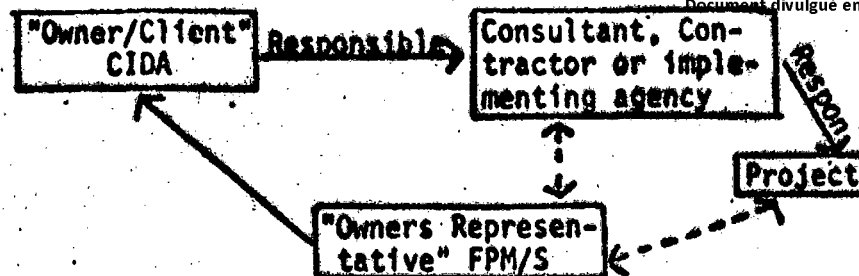 Document divulgué en
"Owner/Client"
CIDA
Responsible
Consultant, Con-
tractor or imple-
menting agency
Respons
Project
"Owners Represen-
tative" FPM/S